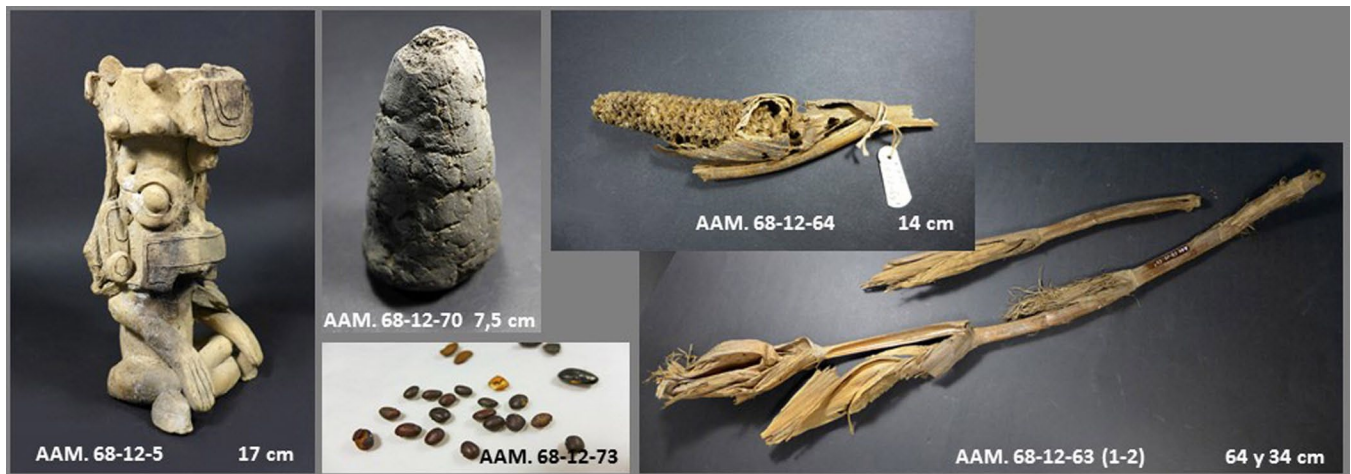 AAM. 68-12-5 17 cm
AAM. 68-12-70 7,5 cm
AAM. 68-12-73
AAM. 68-12-64 14 cm
AAM. 68-12-63 (1-2) 64 y 34 cm